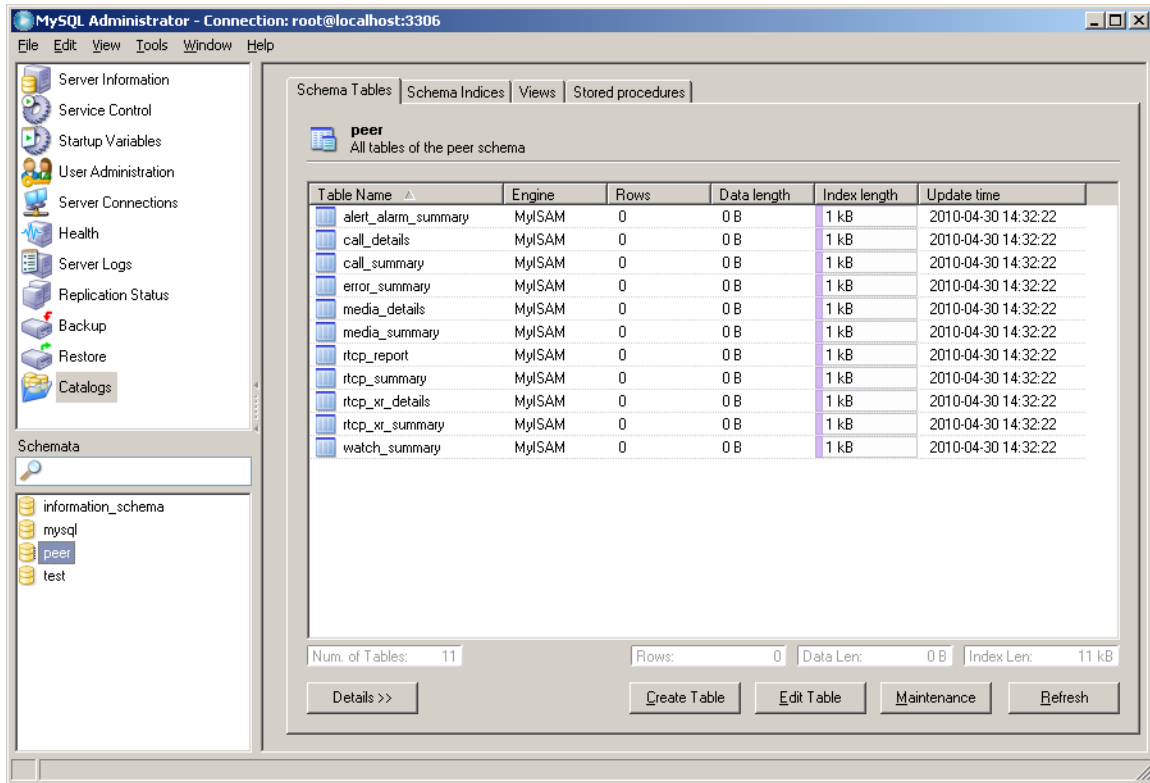 MySQL Administrator - Connection: root@localhost:3306
File Edit View Tools Window Help
Server Information
Service Control
Startup Variables
User Administration
Server Connections
Health
Server Logs
Replication Status
Backup
Restore
Catalogs
Schemata
information_schema
mysql
peer
test
Schema Tables Schema Indices Views Stored procedures
peer
All tables of the peer schema
Table Name Engine Rows Data length Index length Update time
alert_alarm_summary MyISAM 0 0 B 1 kB 2010-04-30 14:32:22
call_details MyISAM 0 0 B 1 kB 2010-04-30 14:32:22
call_summary MyISAM 0 0 B 1 kB 2010-04-30 14:32:22
error_summary MyISAM 0 0 B 1 kB 2010-04-30 14:32:22
media_details MyISAM 0 0 B 1 kB 2010-04-30 14:32:22
media_summary MyISAM 0 0 B 1 kB 2010-04-30 14:32:22
rtcp_report MyISAM 0 0 B 1 kB 2010-04-30 14:32:22
rtcp_summary MyISAM 0 0 B 1 kB 2010-04-30 14:32:22
rtcp_xr_details MyISAM 0 0 B 1 kB 2010-04-30 14:32:22
rtcp_xr_summary MyISAM 0 0 B 1 kB 2010-04-30 14:32:22
watch_summary MyISAM 0 0 B 1 kB 2010-04-30 14:32:22
Num. of Tables: 11 Rows: 0 Data Len: 0 B Index Len: 11 kB
Details >> Create Table Edit Table Maintenance Refresh